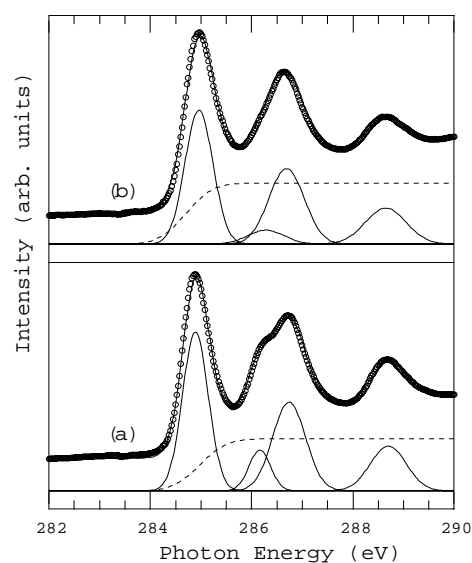 Intensity (arb. units)
(b)
(a)
282 284 286 288 290
Photon Energy (eV)